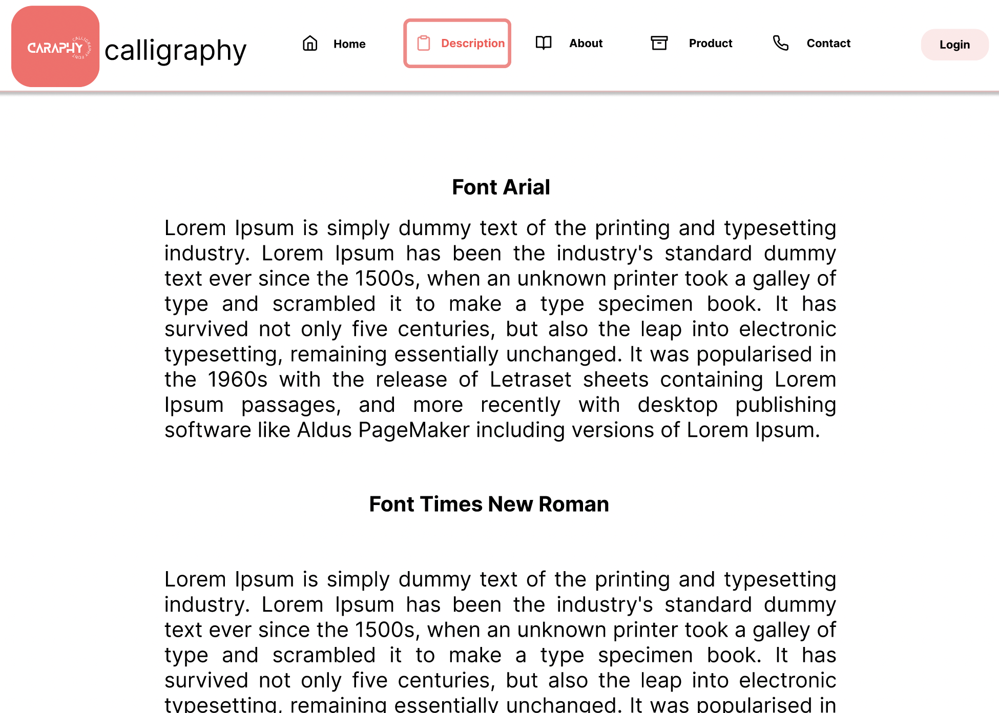 CARAPHY
CALLIGRAPHY FONT
calligraphy
Home
Description
About
Product
Contact
Login
Font Arial
Lorem Ipsum is simply dummy text of the printing and typesetting
industry. Lorem Ipsum has been the industry's standard dummy
text ever since the 1500s, when an unknown printer took a galley of
type and scrambled it to make a type specimen book. It has
survived not only five centuries, but also the leap into electronic
typesetting, remaining essentially unchanged. It was popularised in
the 1960s with the release of Letraset sheets containing Lorem
Ipsum passages, and more recently with desktop publishing
software like Aldus PageMaker including versions of Lorem Ipsum.
Font Times New Roman
Lorem Ipsum is simply dummy text of the printing and typesetting
industry. Lorem Ipsum has been the industry's standard dummy
text ever since the 1500s, when an unknown printer took a galley of
type and scrambled it to make a type specimen book. It has
survived not only five centuries, but also the leap into electronic
typesetting, remaining essentially unchanged. It was popularised in